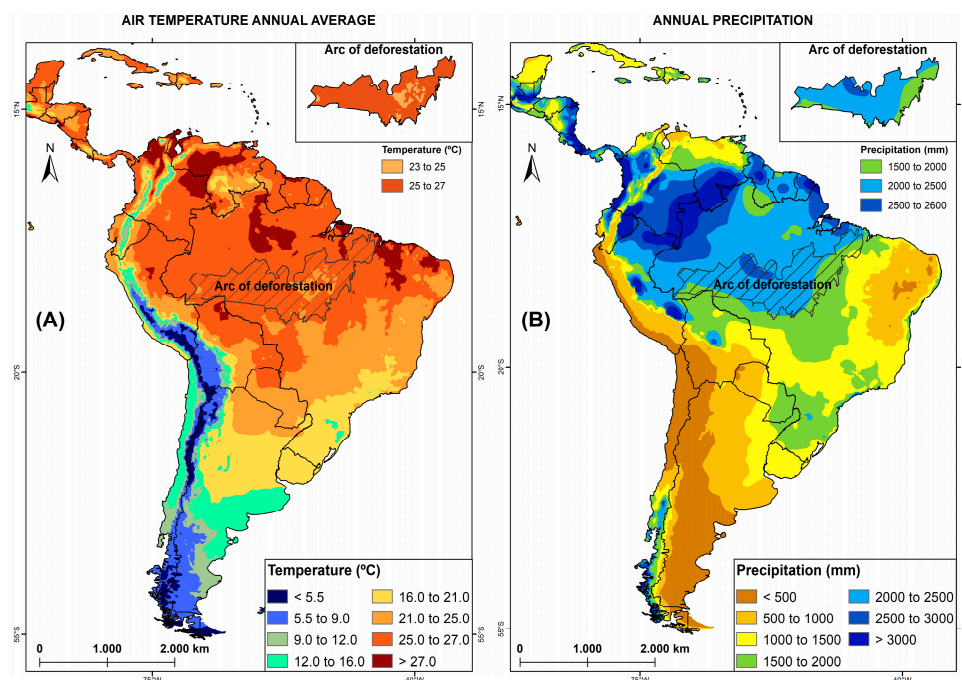 AIR TEMPERATURE ANNUAL AVERAGE
Arc of deforestation
15°N
N
Temperature (ºC)
23 to 25
25 to 27
Arc of deforestation
(A)
20°S
20°S
55°S
Temperature (ºC)
< 5.5
5.5 to 9.0
9.0 to 12.0
12.0 to 16.0
16.0 to 21.0
21.0 to 25.0
25.0 to 27.0
> 27.0
0 1.000 2.000 km
ANNUAL PRECIPITATION
Arc of deforestation
15°N
15°N
N
Precipitation (mm)
1500 to 2000
2000 to 2500
2500 to 2600
Arc of deforestation
(B)
20°S
55°S
55°S
Precipitation (mm)
< 500
500 to 1000
1000 to 1500
1500 to 2000
2000 to 2500
2500 to 3000
> 3000
0 1.000 2.000 km